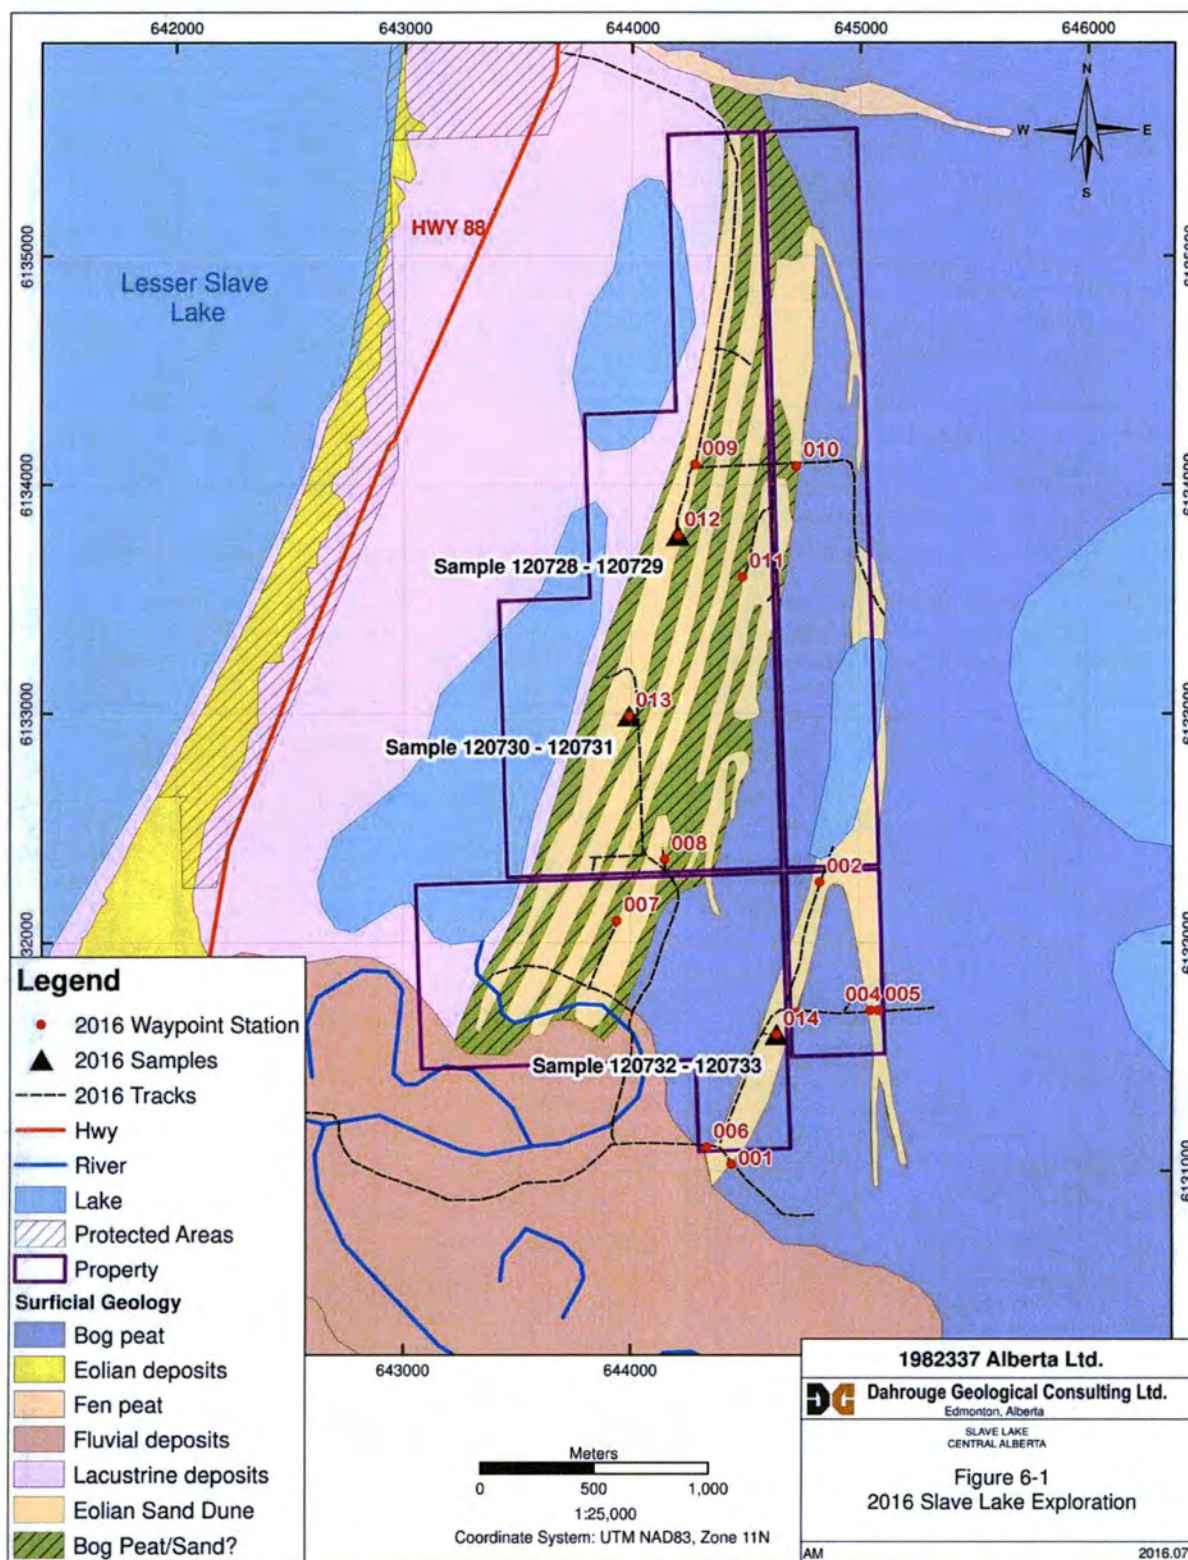 642000
643000
644000
645000
646000
N
W
E
S
HWY 88
6135000
Lesser Slave
Lake
009
010
6134000
6134000
012
011
Sample 120728 - 120729
013
6133000
Sample 120730 - 120731
008
002
007
6132000
Legend
2016 Waypoint Station
2016 Samples
2016 Tracks
Hwy
River
Lake
Protected Areas
Property
Surficial Geology
Bog peat
Eolian deposits
Fen peat
Fluvial deposits
Lacustrine deposits
Eolian Sand Dune
Bog Peat/Sand?
004
005
014
Sample 120732 - 120733
006
001
6131000
643000
644000
Meters
0
500
1,000
1:25,000
Coordinate System: UTM NAD83, Zone 11N
1982337 Alberta Ltd.
DG
Dahrouge Geological Consulting Ltd.
Edmonton, Alberta
SLAVE LAKE
CENTRAL ALBERTA
Figure 6-1
2016 Slave Lake Exploration
AM
2016.07